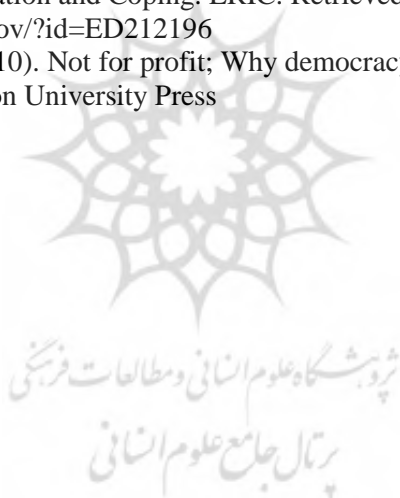 ation and Coping. ERIC. Retrieved
ov/?id=ED212196
10). Not for profit; Why democracy
on University Press
پژوهشگاه علوم انسانی و مطالعات فرهنگی
پرتال جامع علوم انسانی